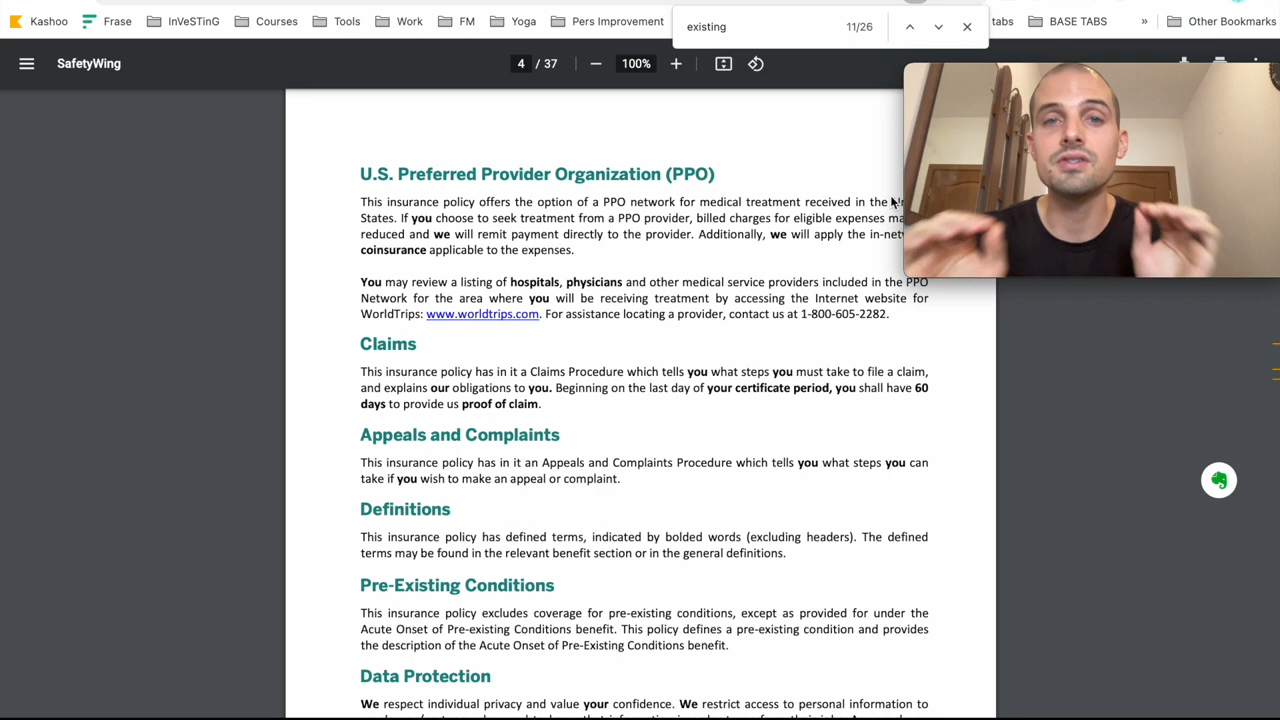 Kashoo Frase InVeSTinG Courses Tools Work FM Yoga Pers Improvement tabs BASE TABS » Other Bookmarks
existing 11/26
SafetyWing 4 / 37 100%
U.S. Preferred Provider Organization (PPO)
This insurance policy offers the option of a PPO network for medical treatment received in the
States. If you choose to seek treatment from a PPO provider, billed charges for eligible expenses
reduced and we will remit payment directly to the provider. Additionally, we will apply the
coinsurance applicable to the expenses.
You may review a listing of hospitals, physicians and other medical service providers included in the PPO
Network for the area where you will be receiving treatment by accessing the Internet website for
WorldTrips: www.worldtrips.com. For assistance locating a provider, contact us at 1-800-605-2282.
Claims
This insurance policy has in it a Claims Procedure which tells you what steps you must take to file a claim,
and explains our obligations to you. Beginning on the last day of your certificate period, you shall have 60
days to provide us proof of claim.
Appeals and Complaints
This insurance policy has in it an Appeals and Complaints Procedure which tells you what steps you can
take if you wish to make an appeal or complaint.
Definitions
This insurance policy has defined terms, indicated by bolded words (excluding headers). The defined
terms may be found in the relevant benefit section or in the general definitions.
Pre-Existing Conditions
This insurance policy excludes coverage for pre-existing conditions, except as provided for under the
Acute Onset of Pre-existing Conditions benefit. This policy defines a pre-existing condition and provides
the description of the Acute Onset of Pre-Existing Conditions benefit.
Data Protection
We respect individual privacy and value your confidence. We restrict access to personal information to